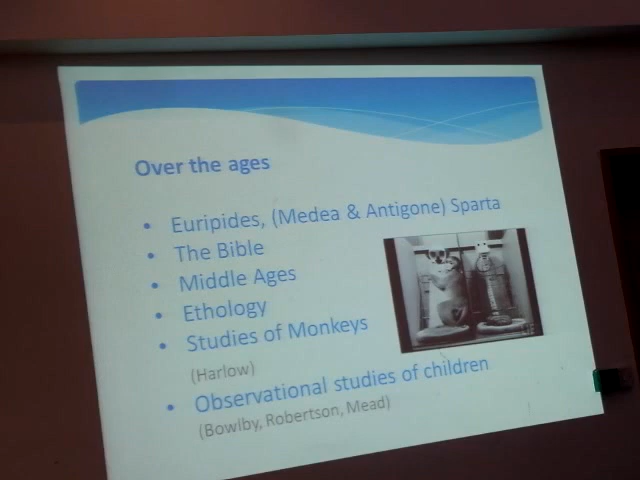 Over the ages
• Euripides, (Medea & Antigone) Sparta
• The Bible
• Middle Ages
• Ethology
• Studies of Monkeys
(Harlow)
• Observational studies of children
(Bowlby, Robertson, Mead)